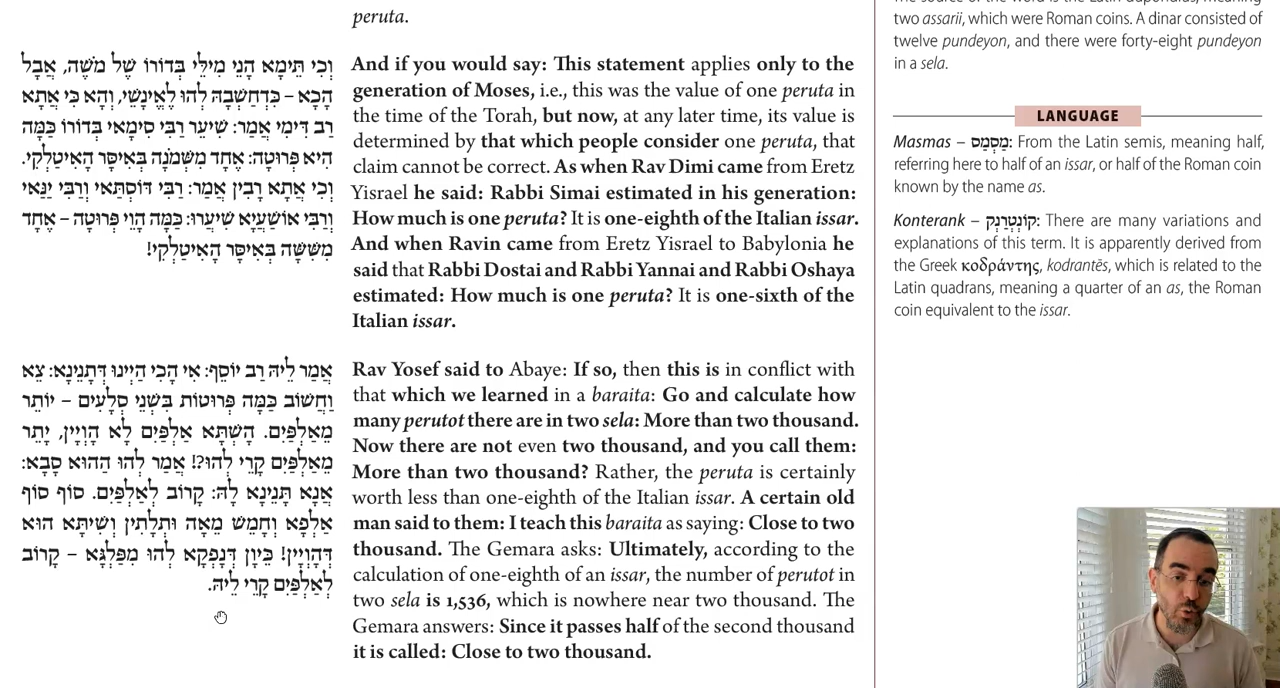 peruta.
וְכִי תֵּימָא הָנֵי מִילֵּי בְּדוֹרוֹ שֶׁל מֹשֶׁה, אֲבָל
הָכָא – כִּדְחַשְׁבָהּ לְהוּ לְאִינָשֵׁי, וְהָא כִּי אֲתָא
רַב דִּימִי אֲמַר: שִׁיעֵר רַבִּי סִימַאי בְּדוֹרוֹ כַּמָּה
הִיא פְּרוּטָה: אֶחָד מִשְּׁמֹנָה בְּאִיסָּר הָאִיטַלְקִי.
וְכִי אֲתָא רָבִין אֲמַר: רַבִּי דּוֹסְתַּאי וְרַבִּי יַנַּאי
וְרַבִּי אוֹשַׁעְיָא שִׁיעֲרוּ: כַּמָּה הָוֵי פְּרוּטָה – אֶחָד
מִשִּׁשָּׁה בְּאִיסָּר הָאִיטַלְקִי!
And if you would say: This statement applies only to the
generation of Moses, i.e., this was the value of one peruta in
the time of the Torah, but now, at any later time, its value is
determined by that which people consider one peruta, that
claim cannot be correct. As when Rav Dimi came from Eretz
Yisrael he said: Rabbi Simai estimated in his generation:
How much is one peruta? It is one-eighth of the Italian issar.
And when Ravin came from Eretz Yisrael to Babylonia he
said that Rabbi Dostai and Rabbi Yannai and Rabbi Oshaya
estimated: How much is one peruta? It is one-sixth of the
Italian issar.
אֲמַר לֵיהּ רַב יוֹסֵף: אִי הָכִי הַיְינוּ דְּתָנֵינָא: צֵא
וַחֲשׁוֹב כַּמָּה פְּרוּטוֹת בִּשְׁנֵי סְלָעִים – יוֹתֵר
מֵאַלְפַּיִם. הַשְׁתָּא אַלְפַּיִם לָא הָוְיָין, יָתֵר
מֵאַלְפַּיִם קָרֵי לְהוּ?! אֲמַר לְהוּ הַהוּא סָבָא:
אֲנָא תָּנֵינָא לָהּ: קָרוֹב לְאַלְפַּיִם. סוֹף סוֹף
אַלְפָּא וְחַמֵשׁ מְאָה וּתְלָתִין וְשִׁיתָּא הוּא
דְּהָוְיָין! כֵּיוָן דְּנָפְקָא לְהוּ מִפַּלְגָּא – קָרוֹב
לְאַלְפַּיִם קָרֵי לֵיהּ.
Rav Yosef said to Abaye: If so, then this is in conflict with
that which we learned in a baraita: Go and calculate how
many perutot there are in two sela: More than two thousand.
Now there are not even two thousand, and you call them:
More than two thousand? Rather, the peruta is certainly
worth less than one-eighth of the Italian issar. A certain old
man said to them: I teach this baraita as saying: Close to two
thousand. The Gemara asks: Ultimately, according to the
calculation of one-eighth of an issar, the number of perutot in
two sela is 1,536, which is nowhere near two thousand. The
Gemara answers: Since it passes half of the second thousand
it is called: Close to two thousand.
two assarii, which were Roman coins. A dinar consisted of
twelve pundeyon, and there were forty-eight pundeyon
in a sela.
LANGUAGE
Masmas – מִסְמַס: From the Latin semis, meaning half,
referring here to half of an issar, or half of the Roman coin
known by the name as.
Konterank – קוֹנְטְרַנְק: There are many variations and
explanations of this term. It is apparently derived from
the Greek κοδράντης, kodrantēs, which is related to the
Latin quadrans, meaning a quarter of an as, the Roman
coin equivalent to the issar.